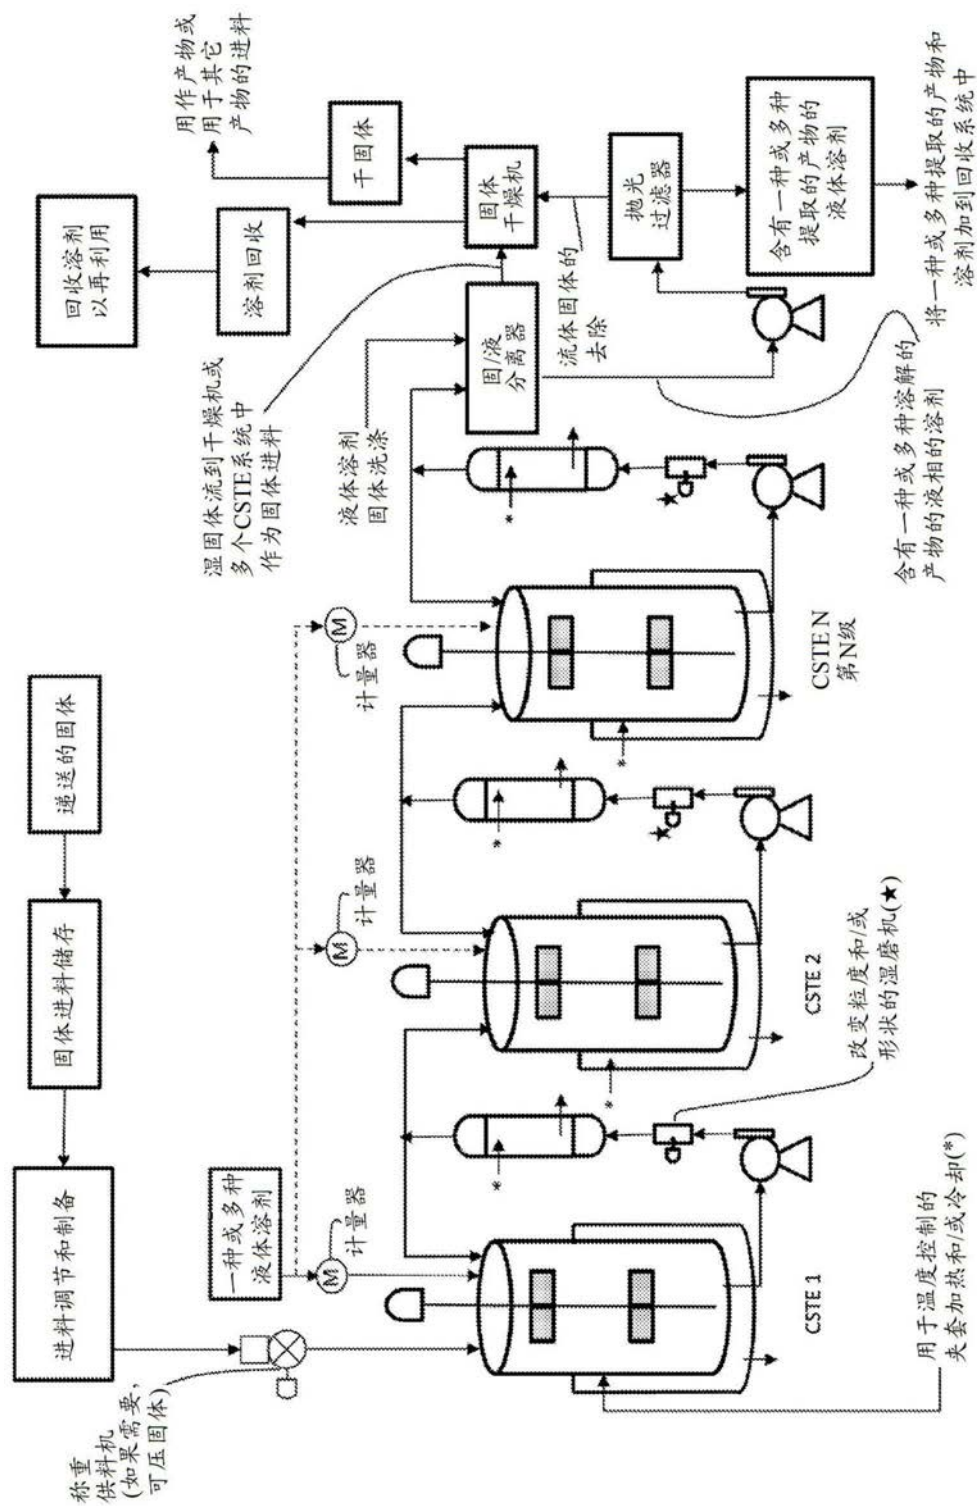 递送的固体
固体进料储存
进料调节和制备
称重
供料机
(如果需要,
可压固体)
一种或多种
液体溶剂
M
计量器
M
计量器
M
计量器
CSTE 1
CSTE 2
CSTE N
第N级
*
*
*
*
*
★
★
用于温度控制的
夹套加热和/或冷却(*)
改变粒度和/或
形状的湿磨机(★)
液体溶剂
固体洗涤
湿固体流到干燥机或
多个CSTE系统中
作为固体进料
固/液
分离器
固体
干燥机
溶剂回收
回收溶剂
以再利用
干固体
用作产物或
用于其它
产物的进料
流体固体的
去除
抛光
过滤器
含有一种或多种
提取的产物的
液体溶剂
将一种或多种提取的产物和
溶剂加到回收系统中
含有一种或多种溶解的
产物的液相的溶剂